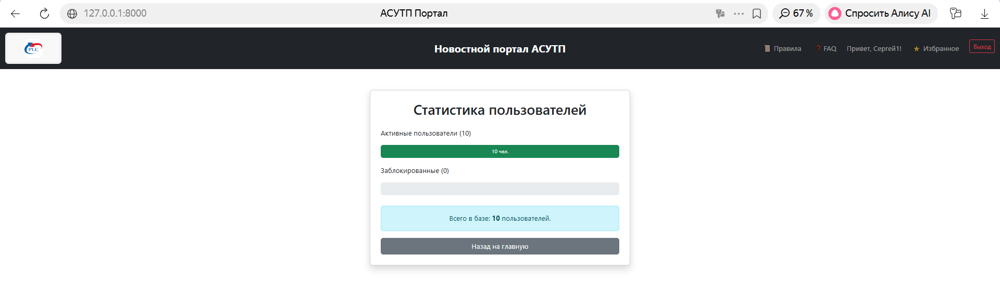 127.0.0.1:8000
АСУТП Портал
67 %
Спросить Алису AI
PLC
Новостной портал АСУТП
Правила
FAQ
Привет, Сергей1!
Избранное
Выход
Статистика пользователей
Активные пользователи (10)
10 чел.
Заблокированные (0)
Всего в базе: 10 пользователей.
Назад на главную